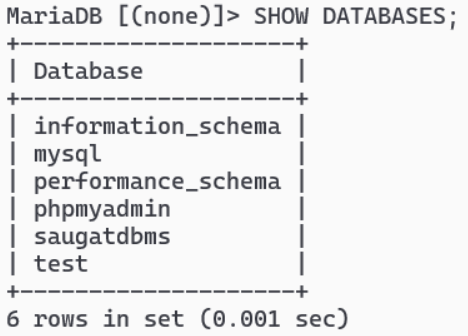 MariaDB [(none)]> SHOW DATABASES;
+--------------------+
| Database           |
+--------------------+
| information_schema |
| mysql              |
| performance_schema |
| phpmyadmin         |
| saugatdbms         |
| test               |
+--------------------+
6 rows in set (0.001 sec)